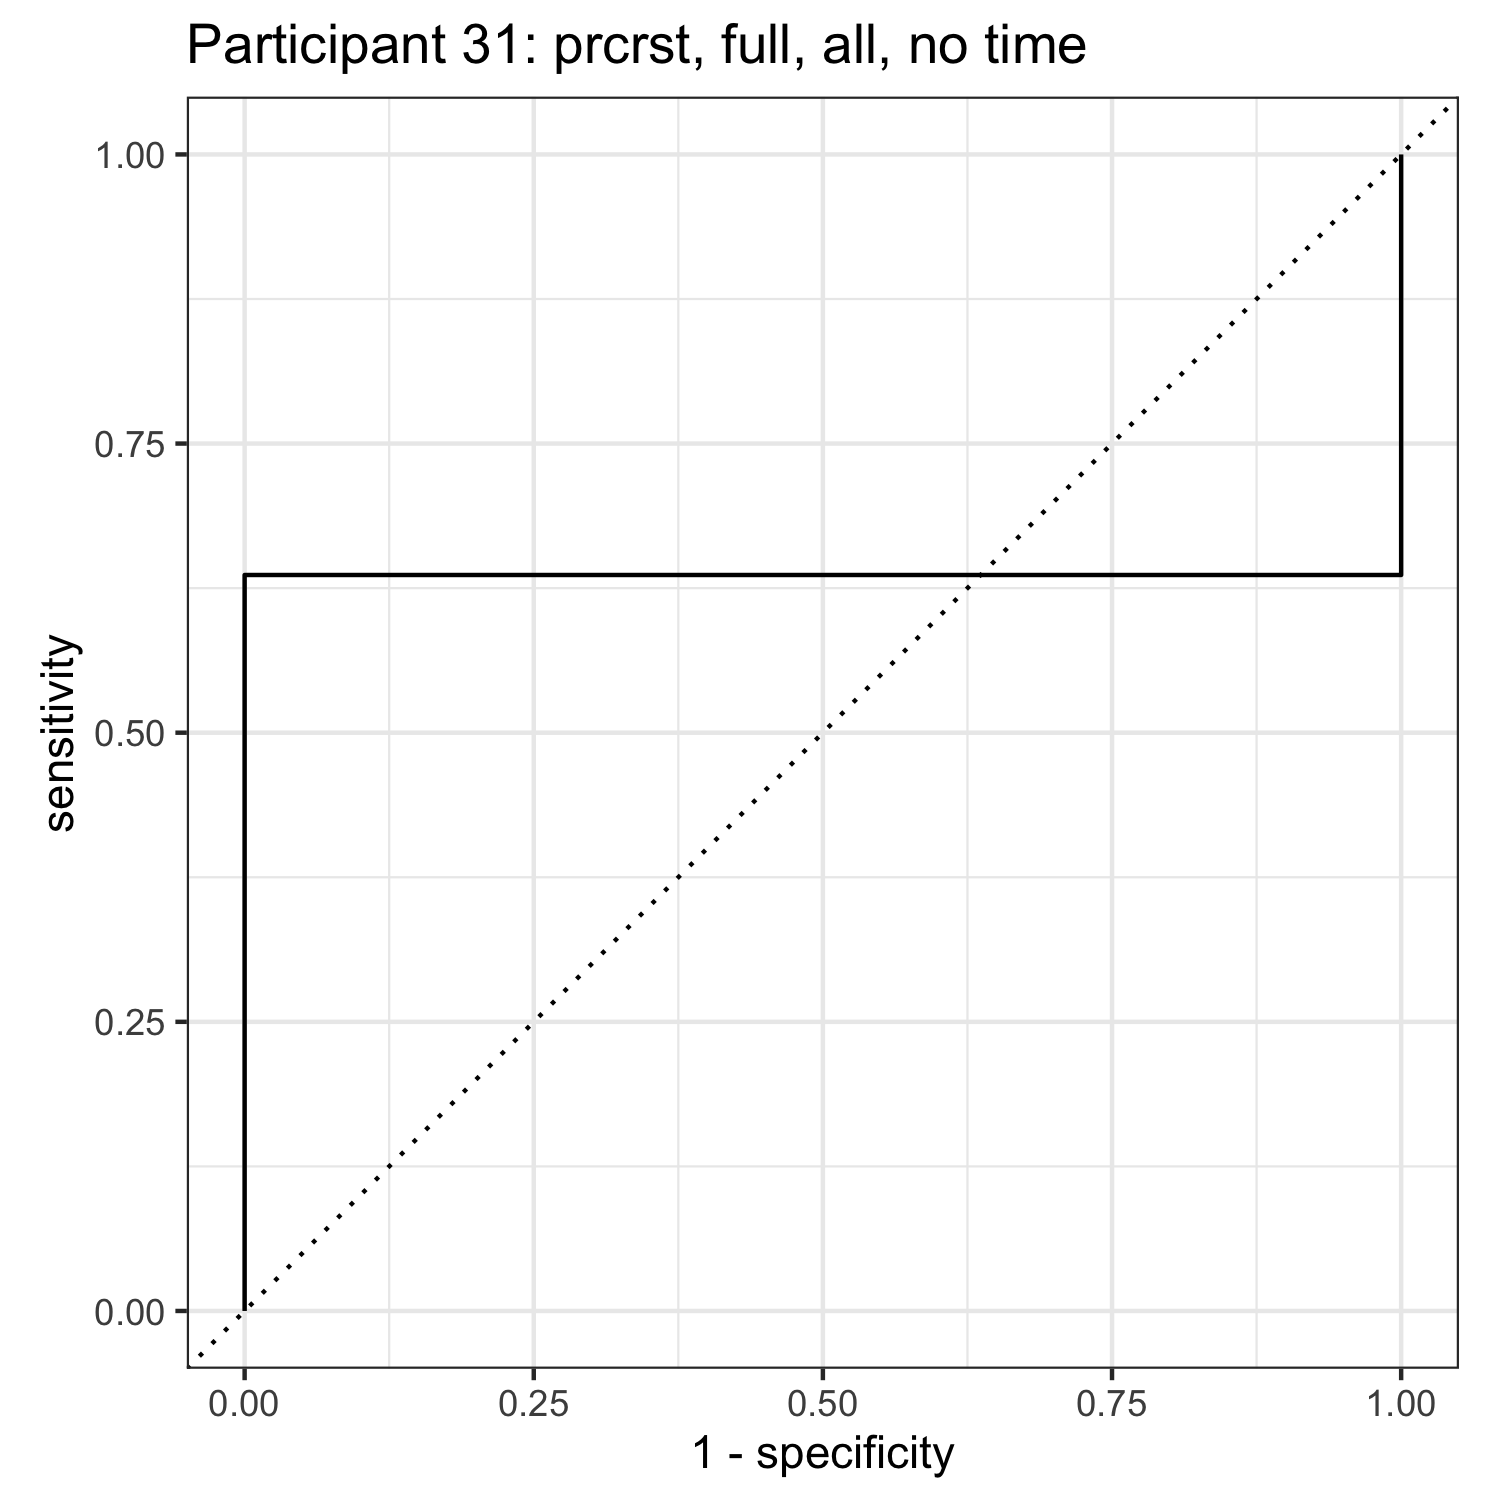 Participant 31: prcrst, full, all, no time
1.00
0.75
0.50
0.25
0.00
sensitivity
0.00 0.25 0.50 0.75 1.00
1 - specificity